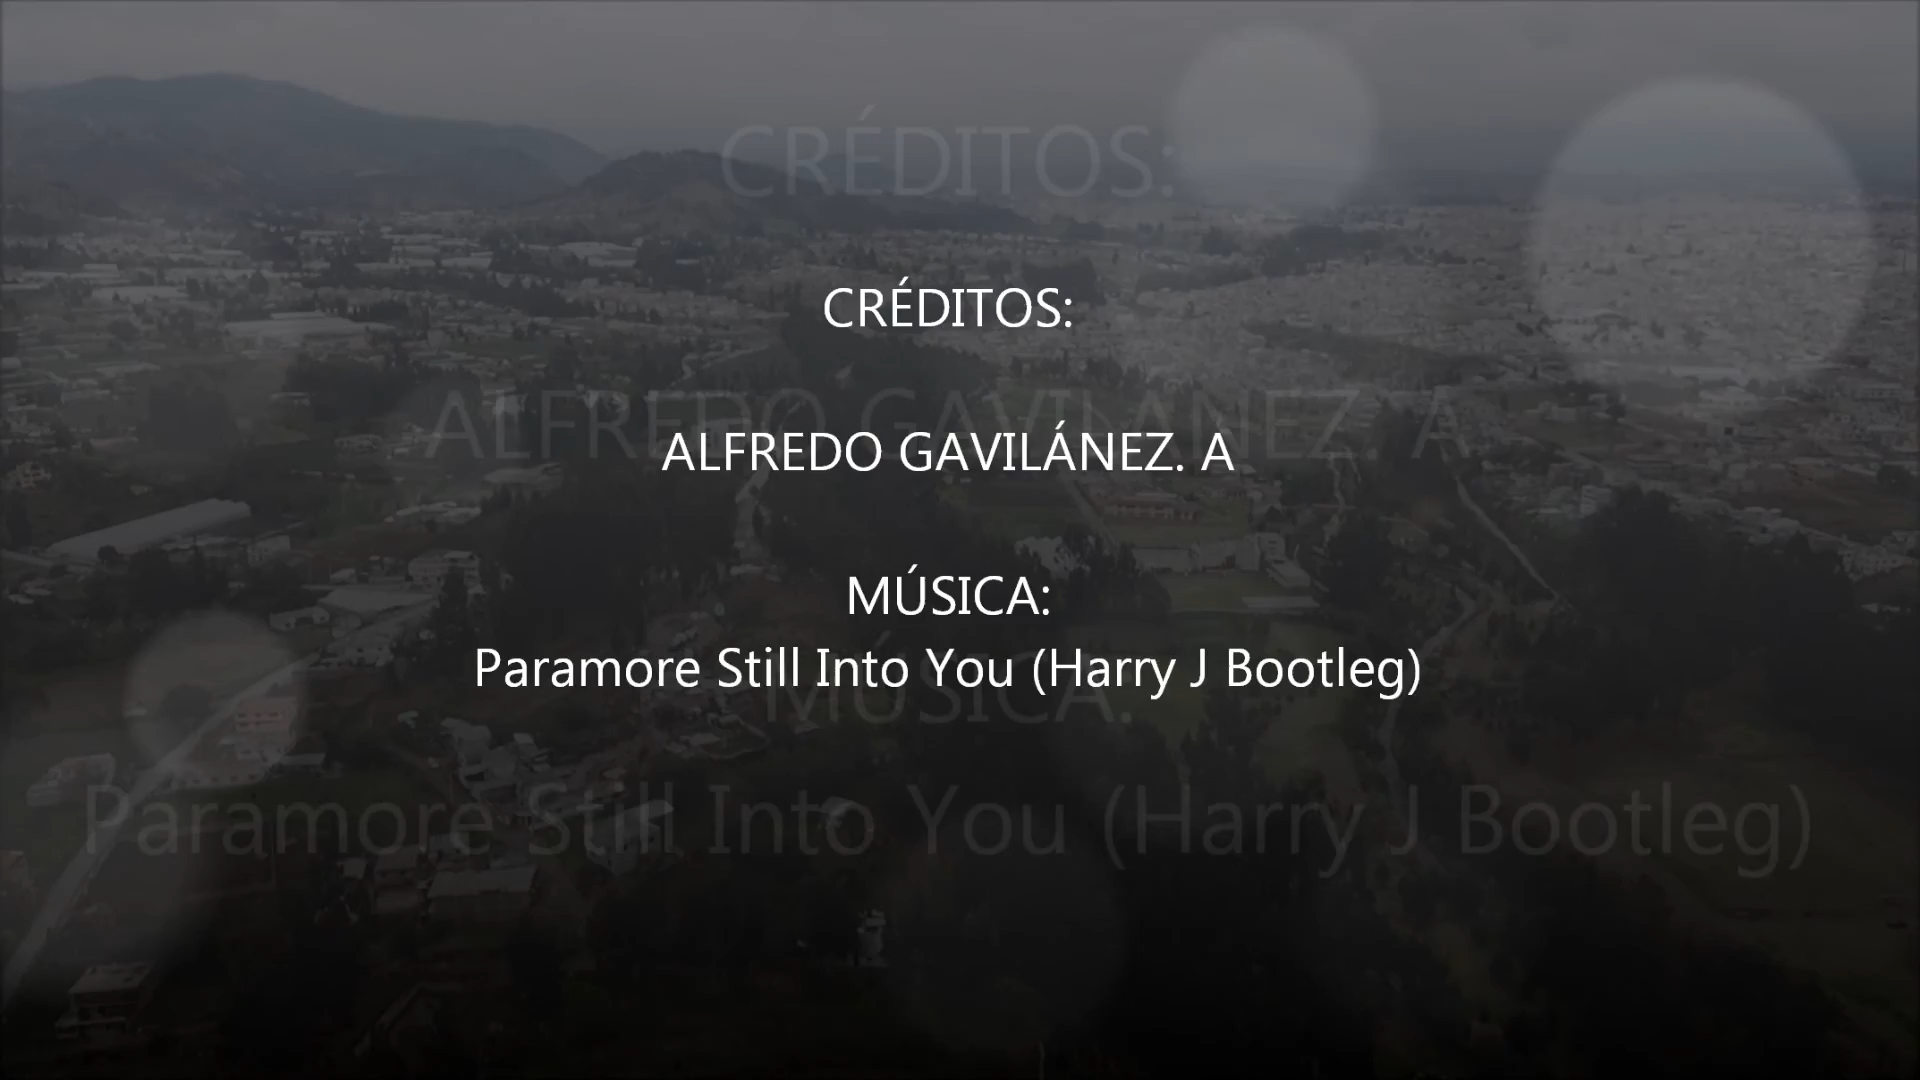 CRÉDITOS:
ALFREDO GAVILÁNEZ. A
MÚSICA:
Paramore Still Into You (Harry J Bootleg)